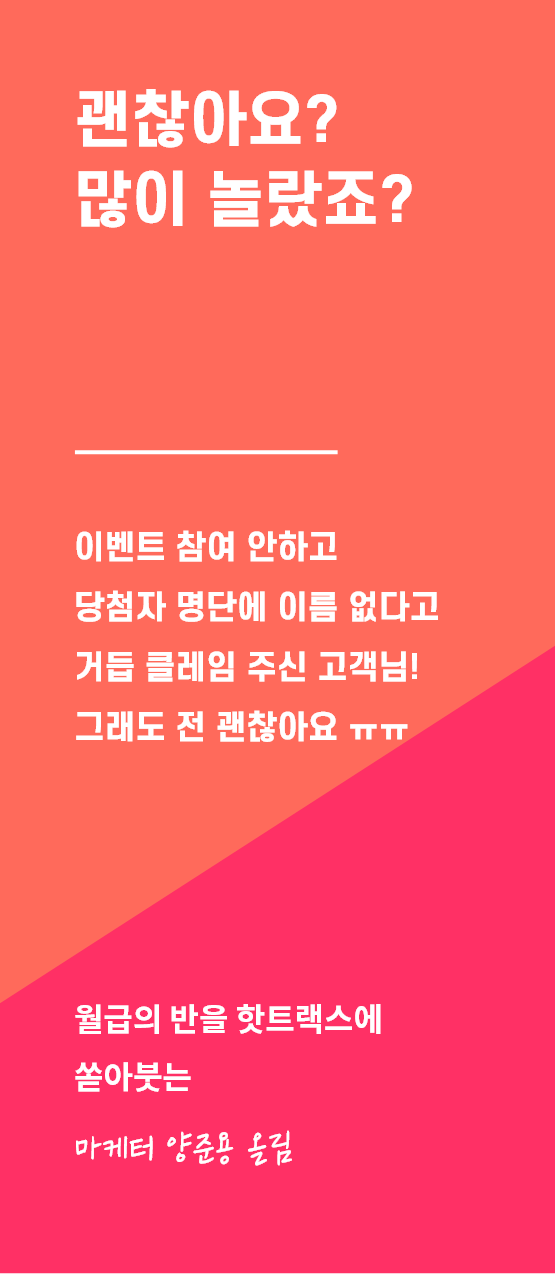 괜찮아요?
많이 놀랐죠?
이벤트 참여 안하고
당첨자 명단에 이름 없다고
거듭 클레임 주신 고객님!
그래도 전 괜찮아요 ㅠㅠ
월급의 반을 핫트랙스에
쏟아붓는
마케터 양준용 올림